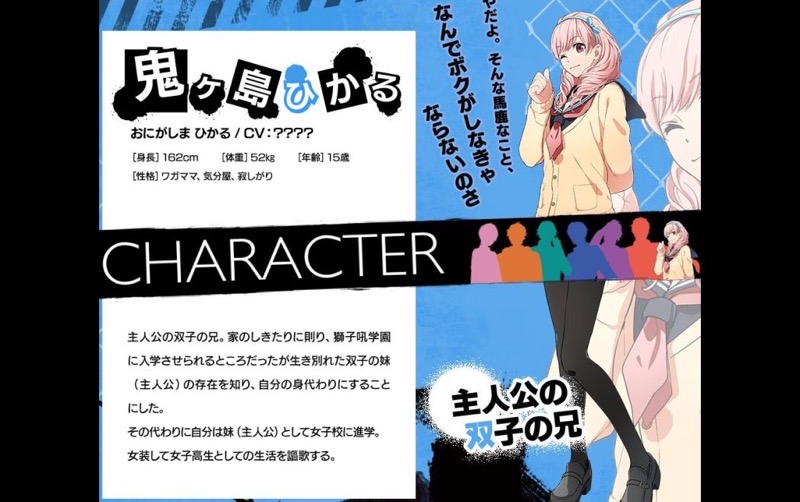 鬼ヶ島ひかる
おにがしま ひかる / CV：????
［身長］162cm ［体重］52kg ［年齢］15歳
［性格］ワガママ、気分屋、寂しがり
やだよ。そんな馬鹿なこと、
なんでボクがしなきゃ
ならないのさ
CHARACTER
主人公の双子の兄。家のしきたりに則り、獅子吼学園
に入学させられるところだったが生き別れた双子の妹
（主人公）の存在を知り、自分の身代わりにすること
にした。
その代わりに自分は妹（主人公）として女子校に進学。
女装して女子高生としての生活を謳歌する。
主人公の
双子の兄